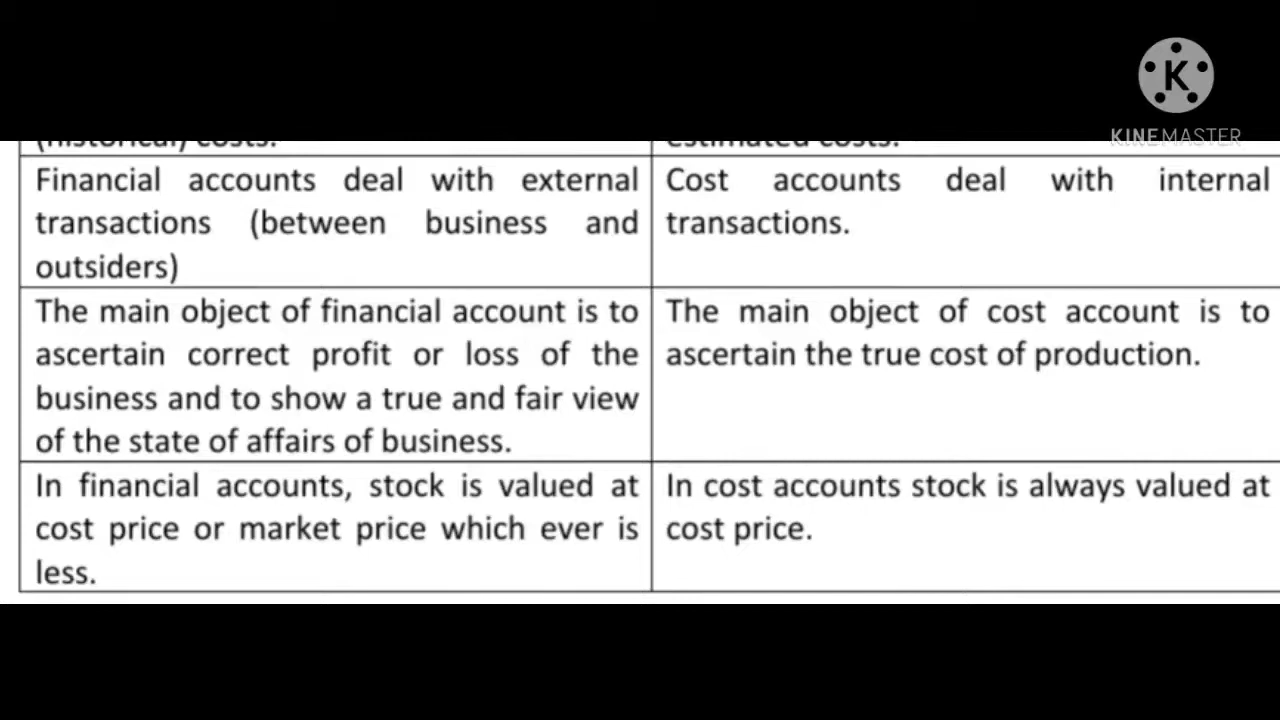 K
KINEMASTER
(historical) costs.
estimated costs.
Financial accounts deal with external
transactions (between business and
outsiders)
Cost accounts deal with internal
transactions.
The main object of financial account is to
ascertain correct profit or loss of the
business and to show a true and fair view
of the state of affairs of business.
The main object of cost account is to
ascertain the true cost of production.
In financial accounts, stock is valued at
cost price or market price which ever is
less.
In cost accounts stock is always valued at
cost price.